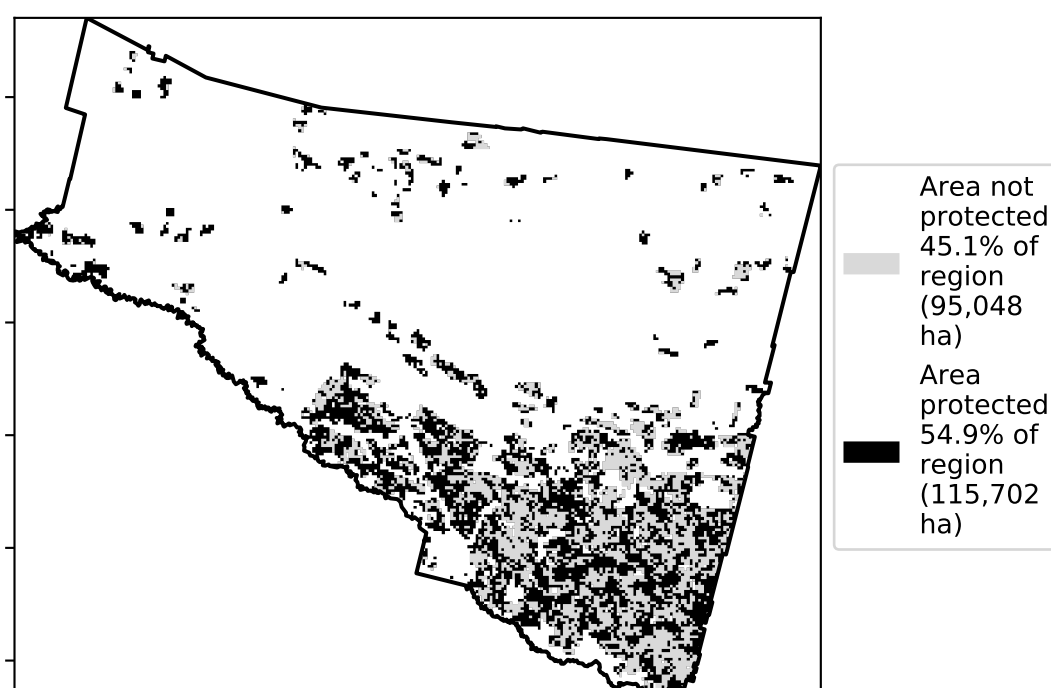 Area not
protected
45.1% of
region
(95,048
ha)
Area
protected
54.9% of
region
(115,702
ha)